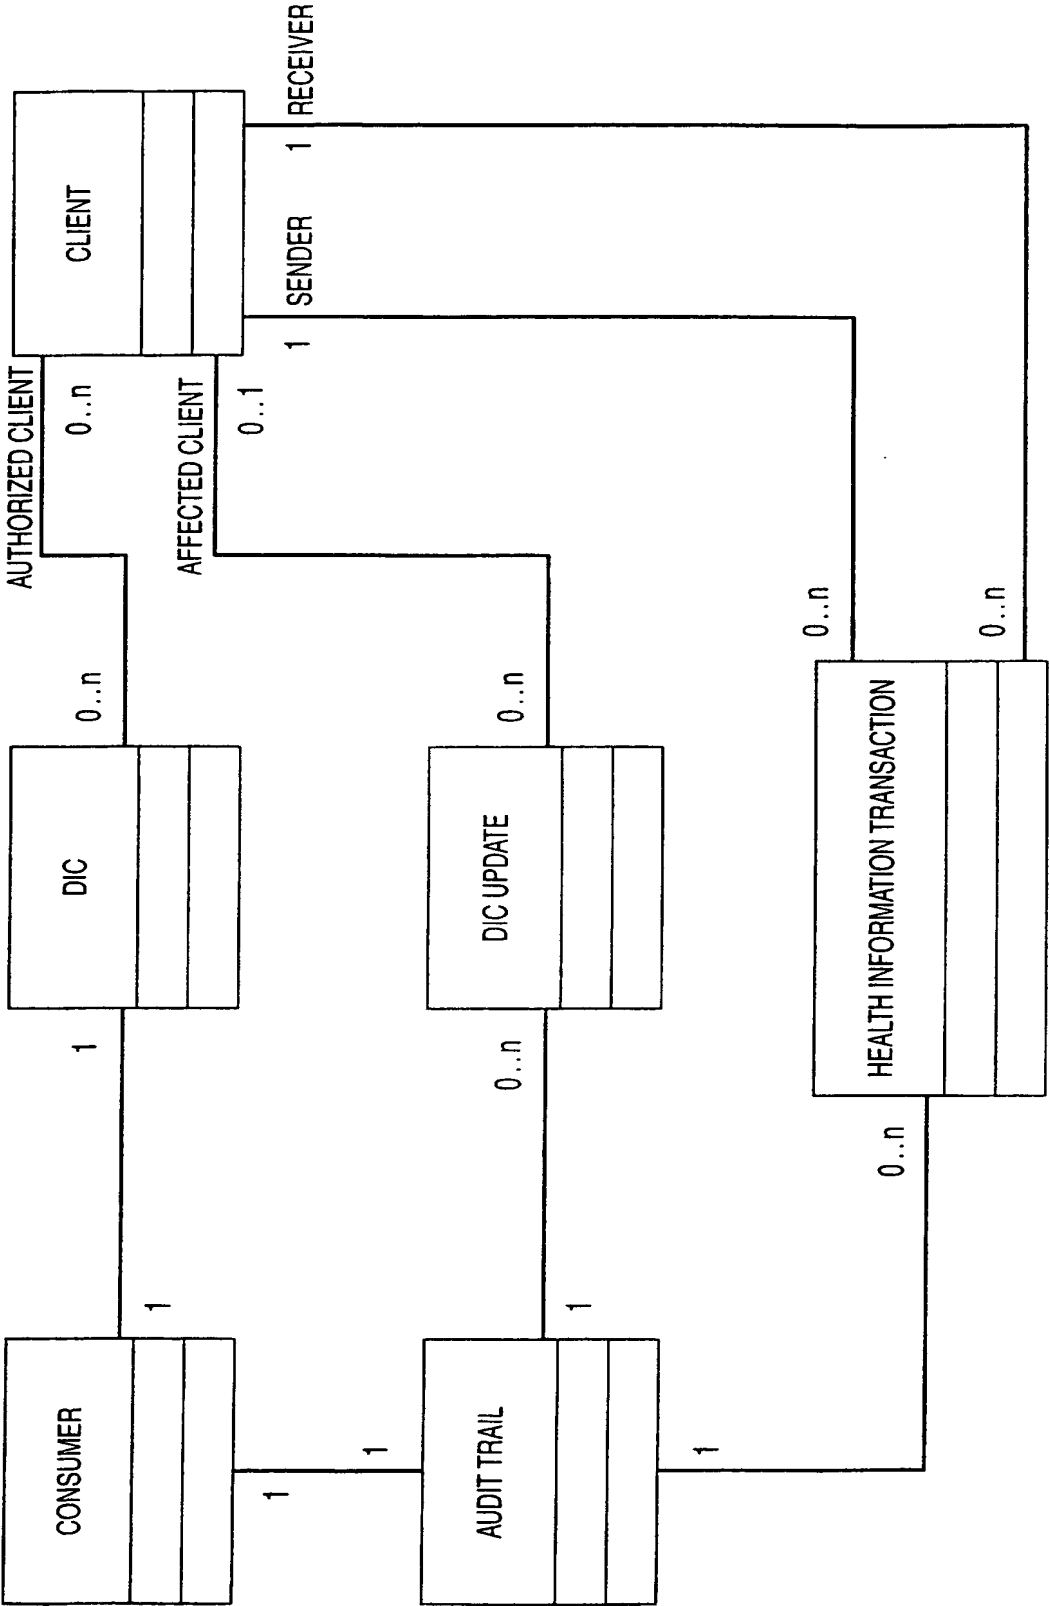 AUTHORIZED CLIENT
CONSUMER
1
DIC
0..n
0..n
CLIENT
1
AFFECTED CLIENT
0..1
1
1
SENDER
1
RECEIVER
1
AUDIT TRAIL
0..n
DIC UPDATE
0..n
1
1
0..n
0..n
HEALTH INFORMATION TRANSACTION
0..n